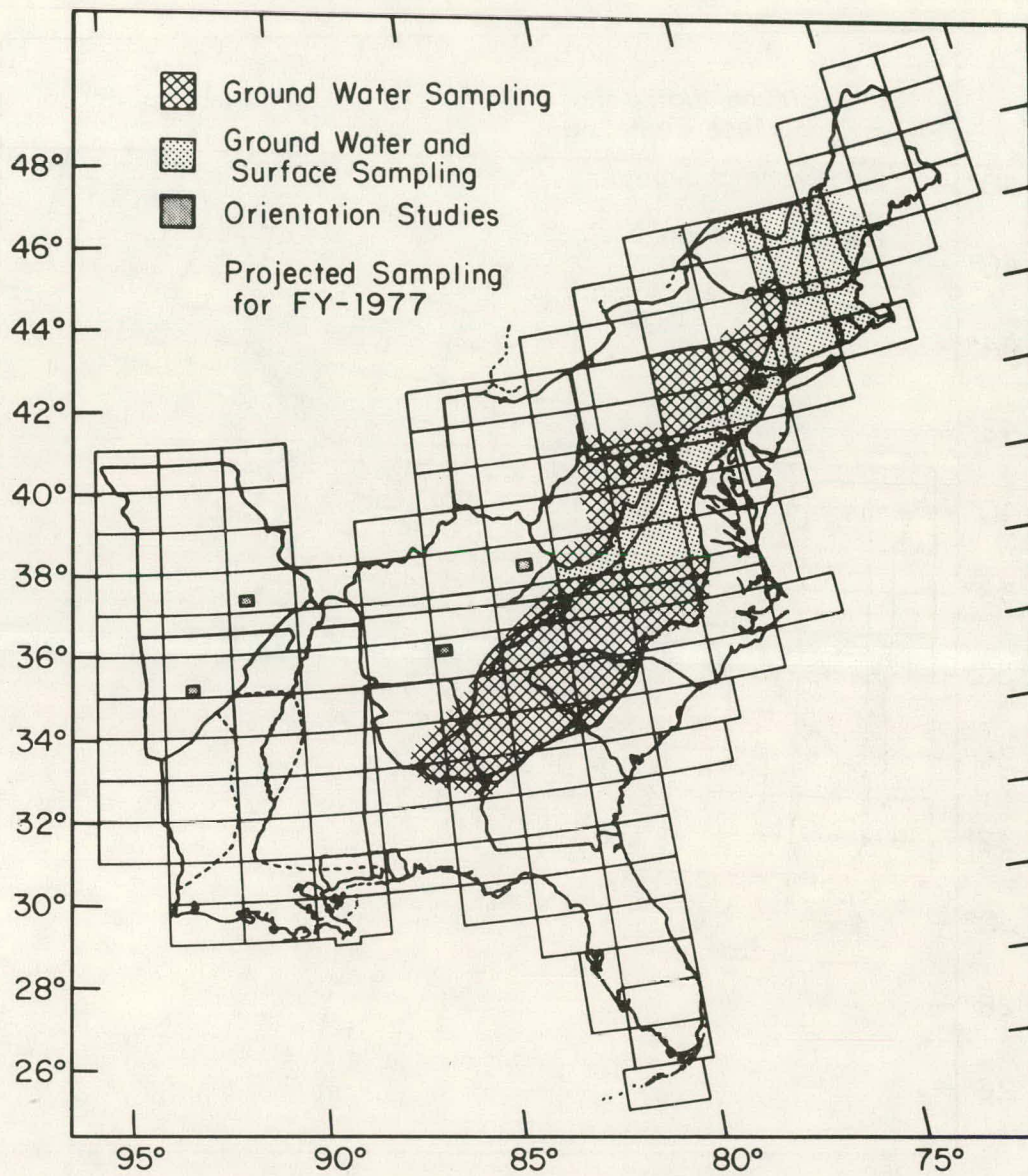 Ground Water Sampling
Ground Water and
Surface Sampling
Orientation Studies
Projected Sampling
for FY-1977
48°
46°
44°
42°
40°
38°
36°
34°
32°
30°
28°
26°
95°
90°
85°
80°
75°